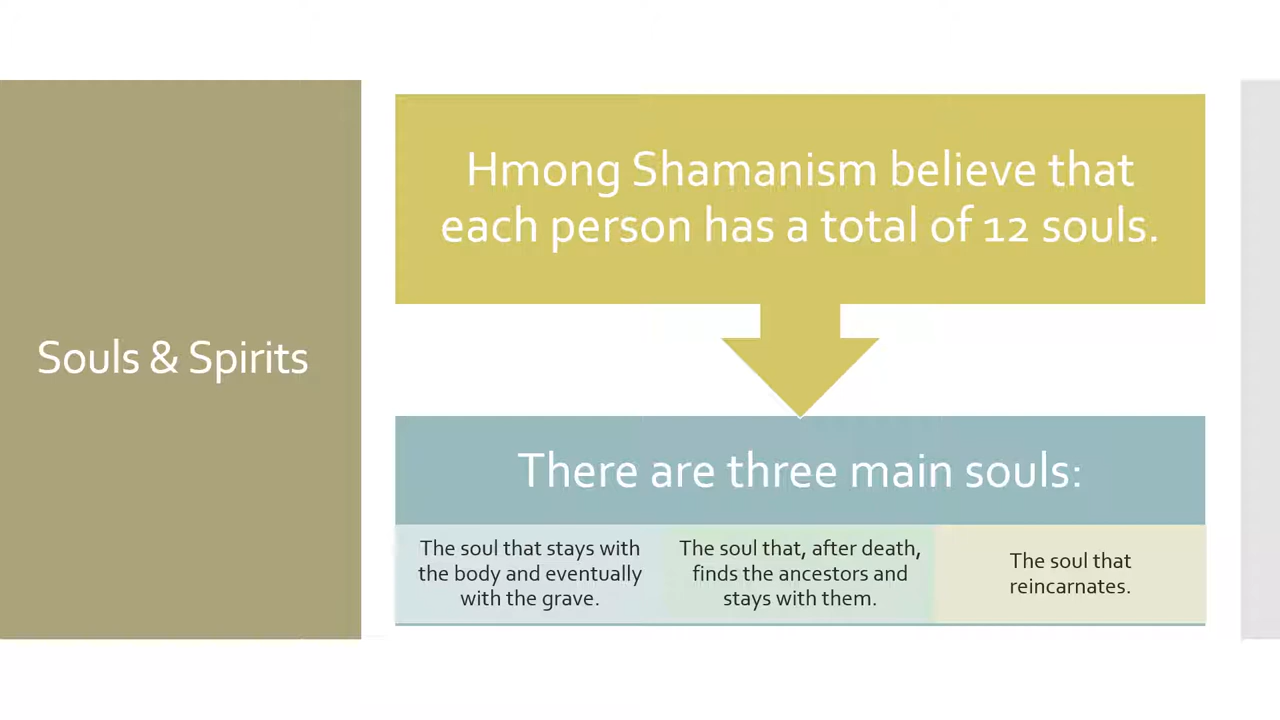 Souls & Spirits
Hmong Shamanism believe that
each person has a total of 12 souls.
There are three main souls:
The soul that stays with
the body and eventually
with the grave.
The soul that, after death,
finds the ancestors and
stays with them.
The soul that
reincarnates.